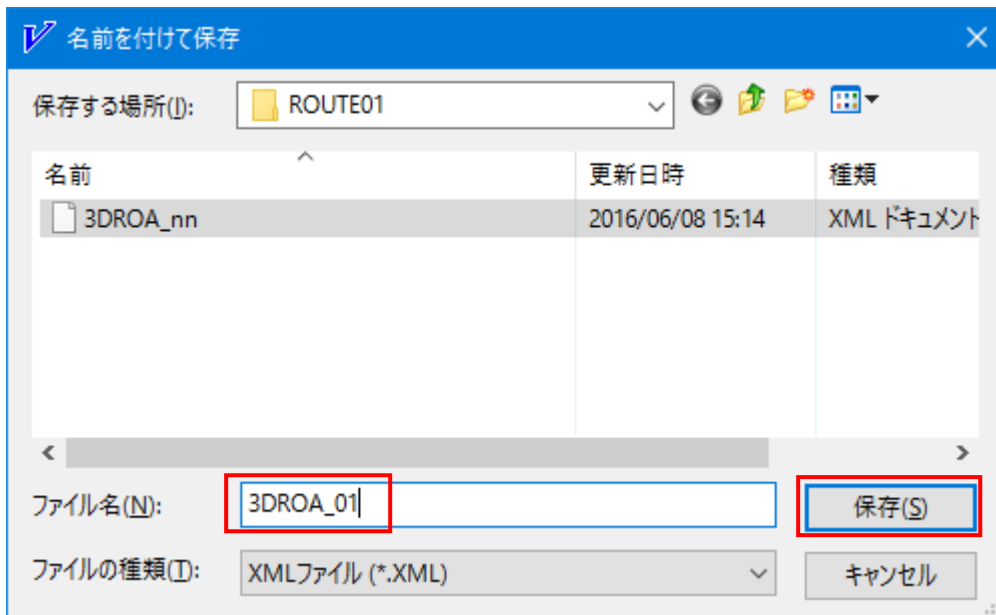 名前を付けて保存
保存する場所(I): ROUTE01
名前 更新日時 種類
3DROA_nn 2016/06/08 15:14 XML ドキュメント
ファイル名(N): 3DROA_01 保存(S)
ファイルの種類(T): XMLファイル (*.XML) キャンセル